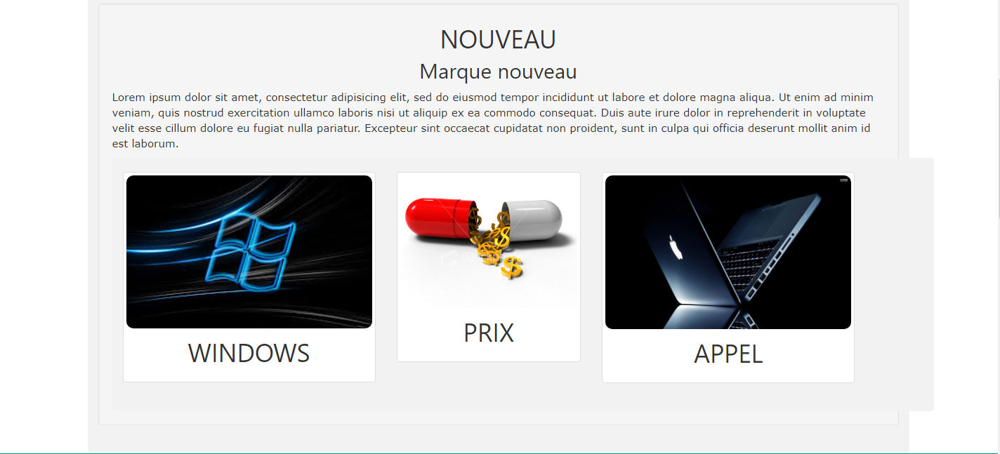 NOUVEAU
Marque nouveau
Lorem ipsum dolor sit amet, consectetur adipisicing elit, sed do eiusmod tempor incididunt ut labore et dolore magna aliqua. Ut enim ad minim
veniam, quis nostrud exercitation ullamco laboris nisi ut aliquip ex ea commodo consequat. Duis aute irure dolor in reprehenderit in voluptate
velit esse cillum dolore eu fugiat nulla pariatur. Excepteur sint occaecat cupidatat non proident, sunt in culpa qui officia deserunt mollit anim id
est laborum.
WINDOWS
PRIX
APPEL